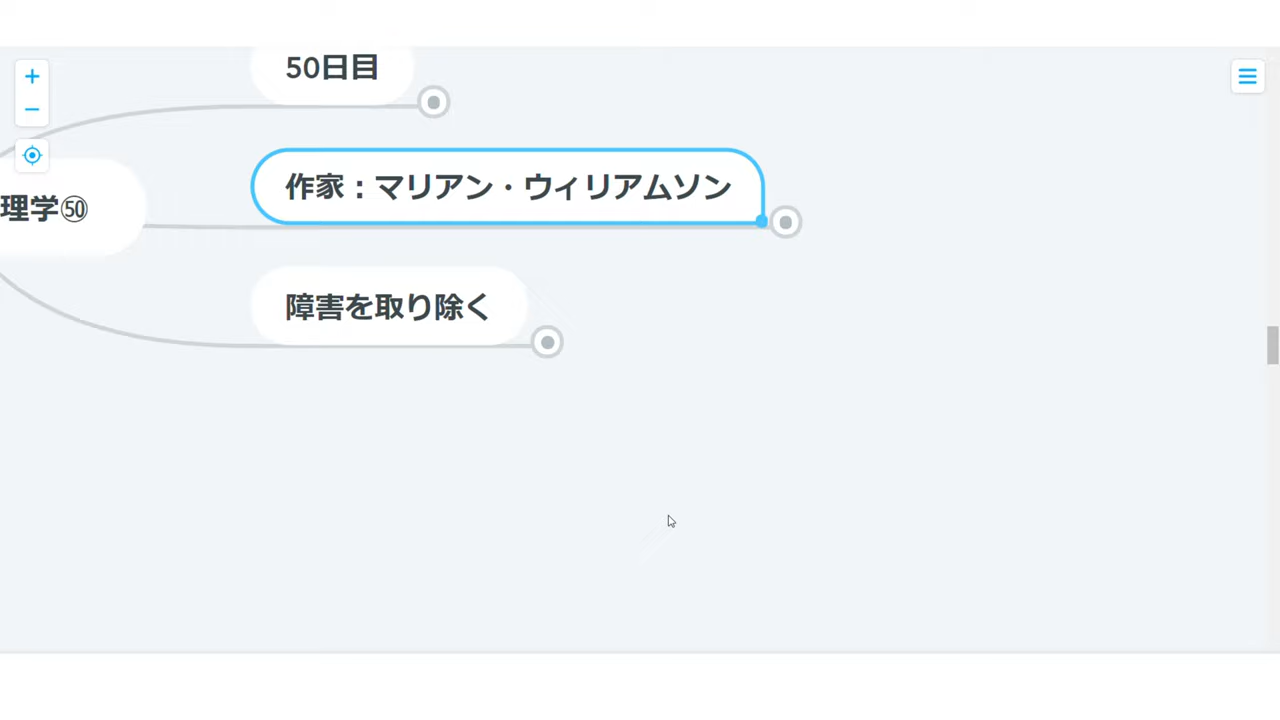 50日目
作家：マリアン・ウィリアムソン
理学㊿
障害を取り除く